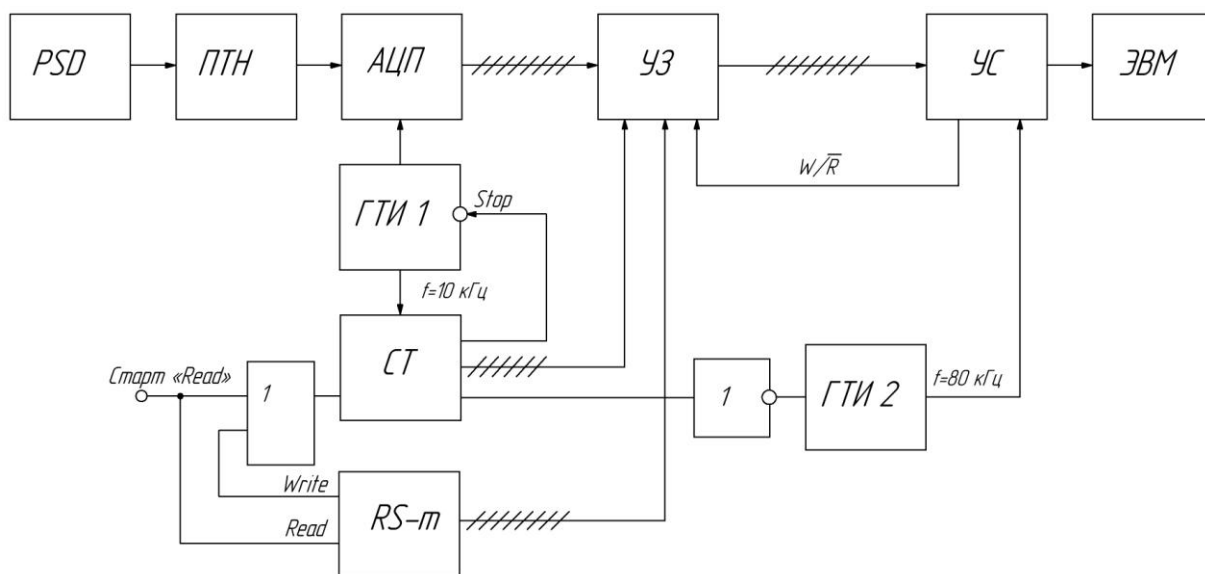 PSD
ПТН
АЦП
УЗ
УС
ЭВМ
W/R̅
ГТИ 1
Stop
f=10 кГц
СТ
Старт «Read»
1
1
ГТИ 2
f=80 кГц
Write
Read
RS-т